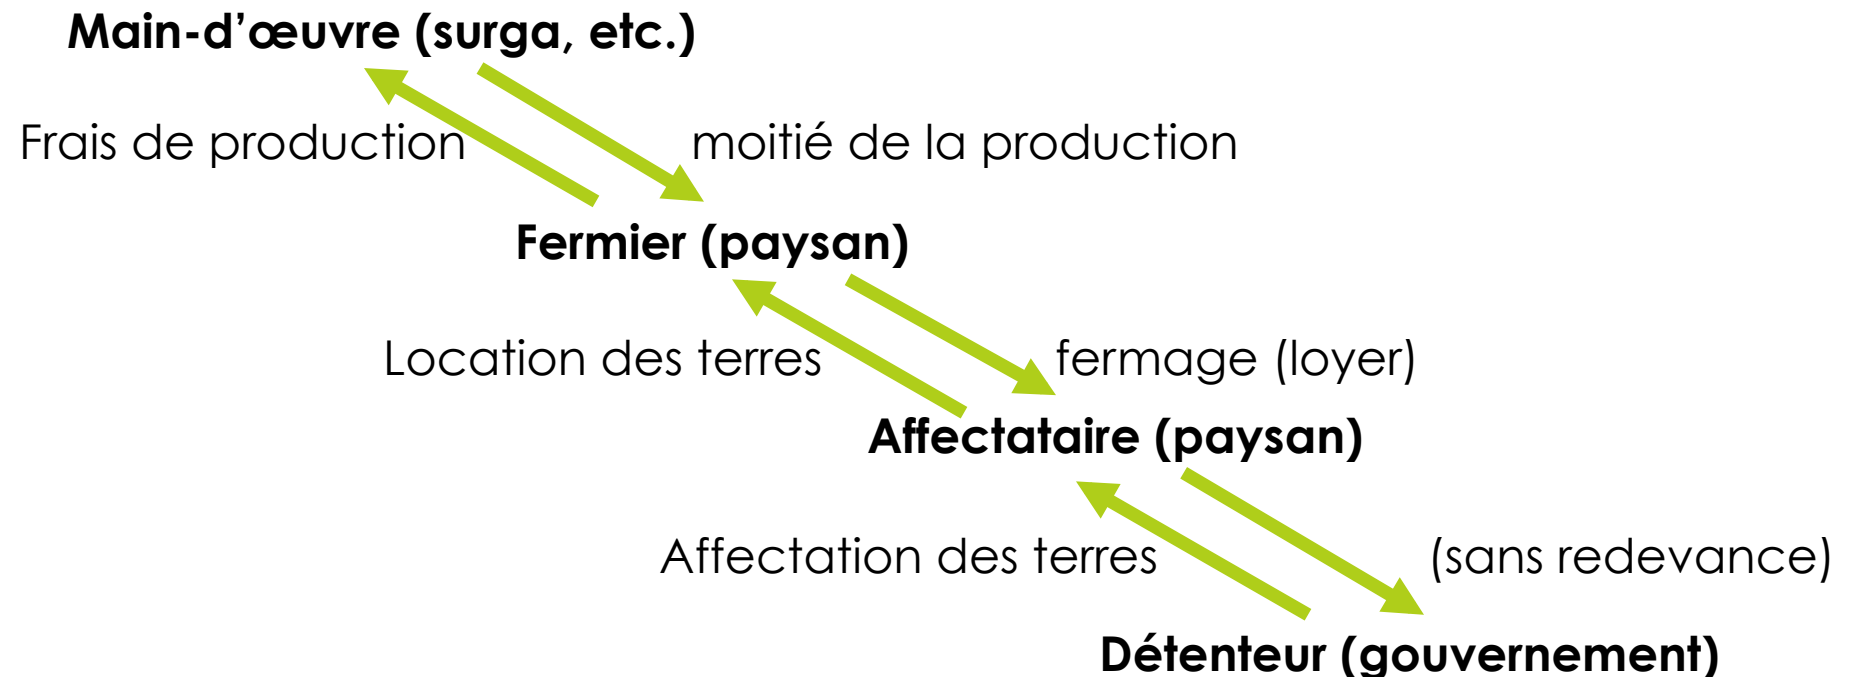 Main-d’œuvre (surga, etc.)
Frais de production
moitié de la production
Fermier (paysan)
Location des terres
fermage (loyer)
Affectataire (paysan)
Affectation des terres
(sans redevance)
Détenteur (gouvernement)